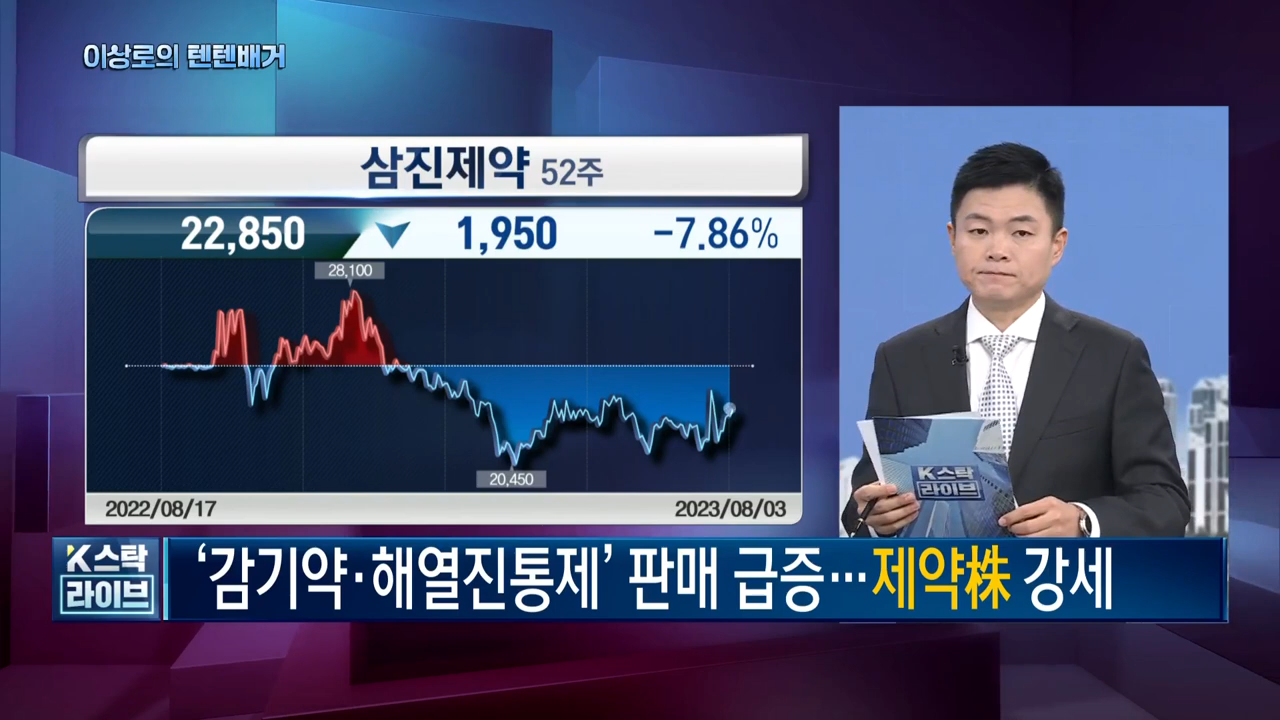 이상로의 텐텐배거
삼진제약 52주
22,850 ▼ 1,950 -7.86%
28,100
20,450
2022/08/17 2023/08/03
K스탁
라이브
K스탁
라이브
‘감기약·해열진통제’ 판매 급증…제약株 강세